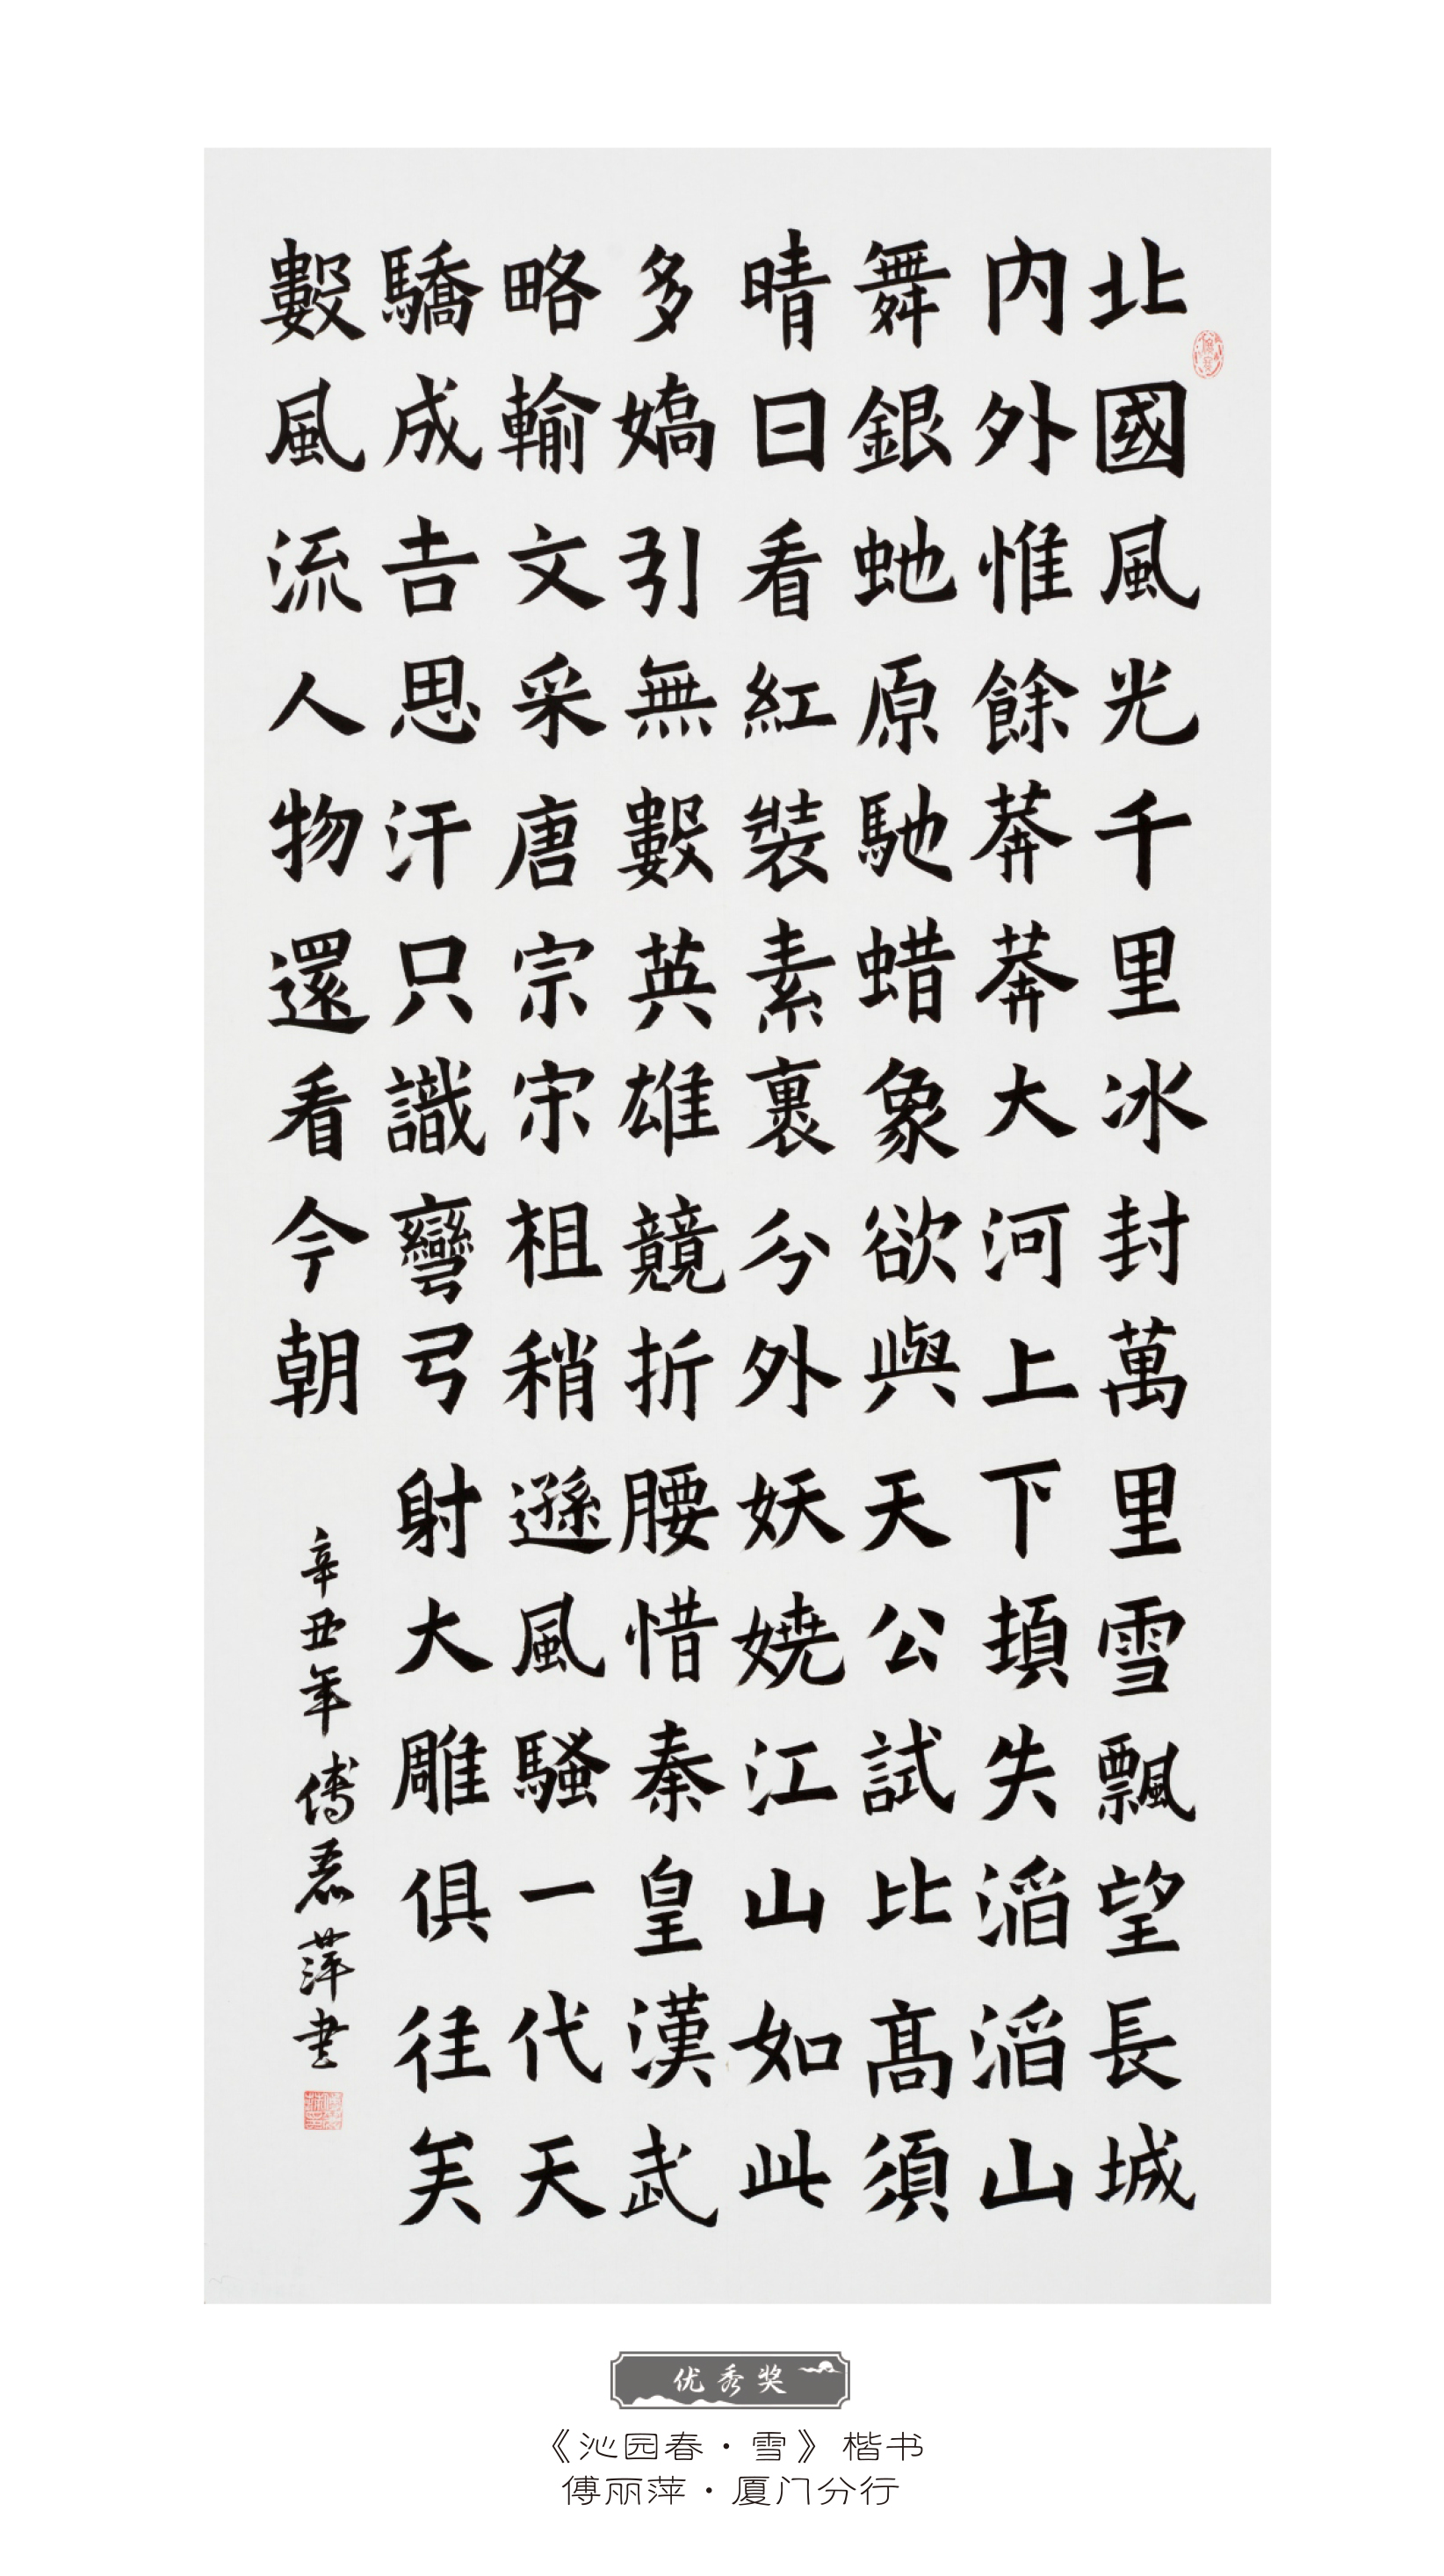 北國風光千里冰封萬里雪飄望長城
内外惟餘莽莽大河上下頓失滔滔山
舞銀虵原馳蜡象欲與天公試比髙須
晴日看紅裝素裹分外妖嬈江山如此
多嬌引無數英雄競折腰惜秦皇漢武
略輸文采唐宗宋祖稍遜風騷一代天
驕成吉思汗只識彎弓射大雕俱往矣
數風流人物還看今朝
辛丑年傅麗萍書
优秀奖
《沁园春·雪》楷书
傅丽萍·厦门分行